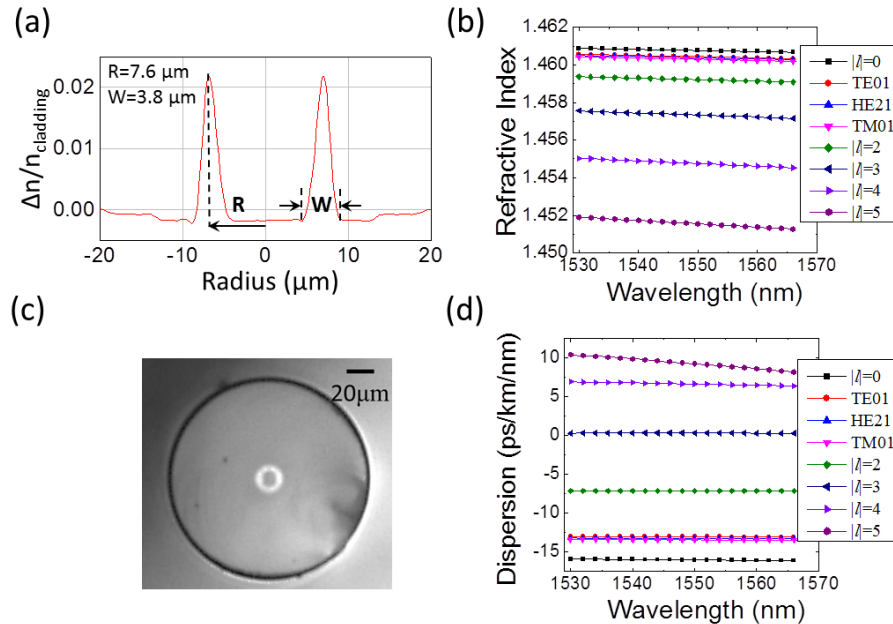 (a)
R=7.6 μm
W=3.8 μm
Δn/n cladding
0.02
0.01
0.00
R
W
-20
-10
0
10
20
Radius (μm)
(b)
Refractive Index
1.462
1.460
1.458
1.457
1.455
1.454
1.452
1.450
1530
1540
1550
1560
1570
Wavelength (nm)
|l|=0
TE01
HE21
TM01
|l|=2
|l|=3
|l|=4
|l|=5
(c)
20μm
(d)
Dispersion (ps/km/nm)
10
5
0
-5
-10
-15
1530
1540
1550
1560
1570
Wavelength (nm)
|l|=0
TE01
HE21
TM01
|l|=2
|l|=3
|l|=4
|l|=5